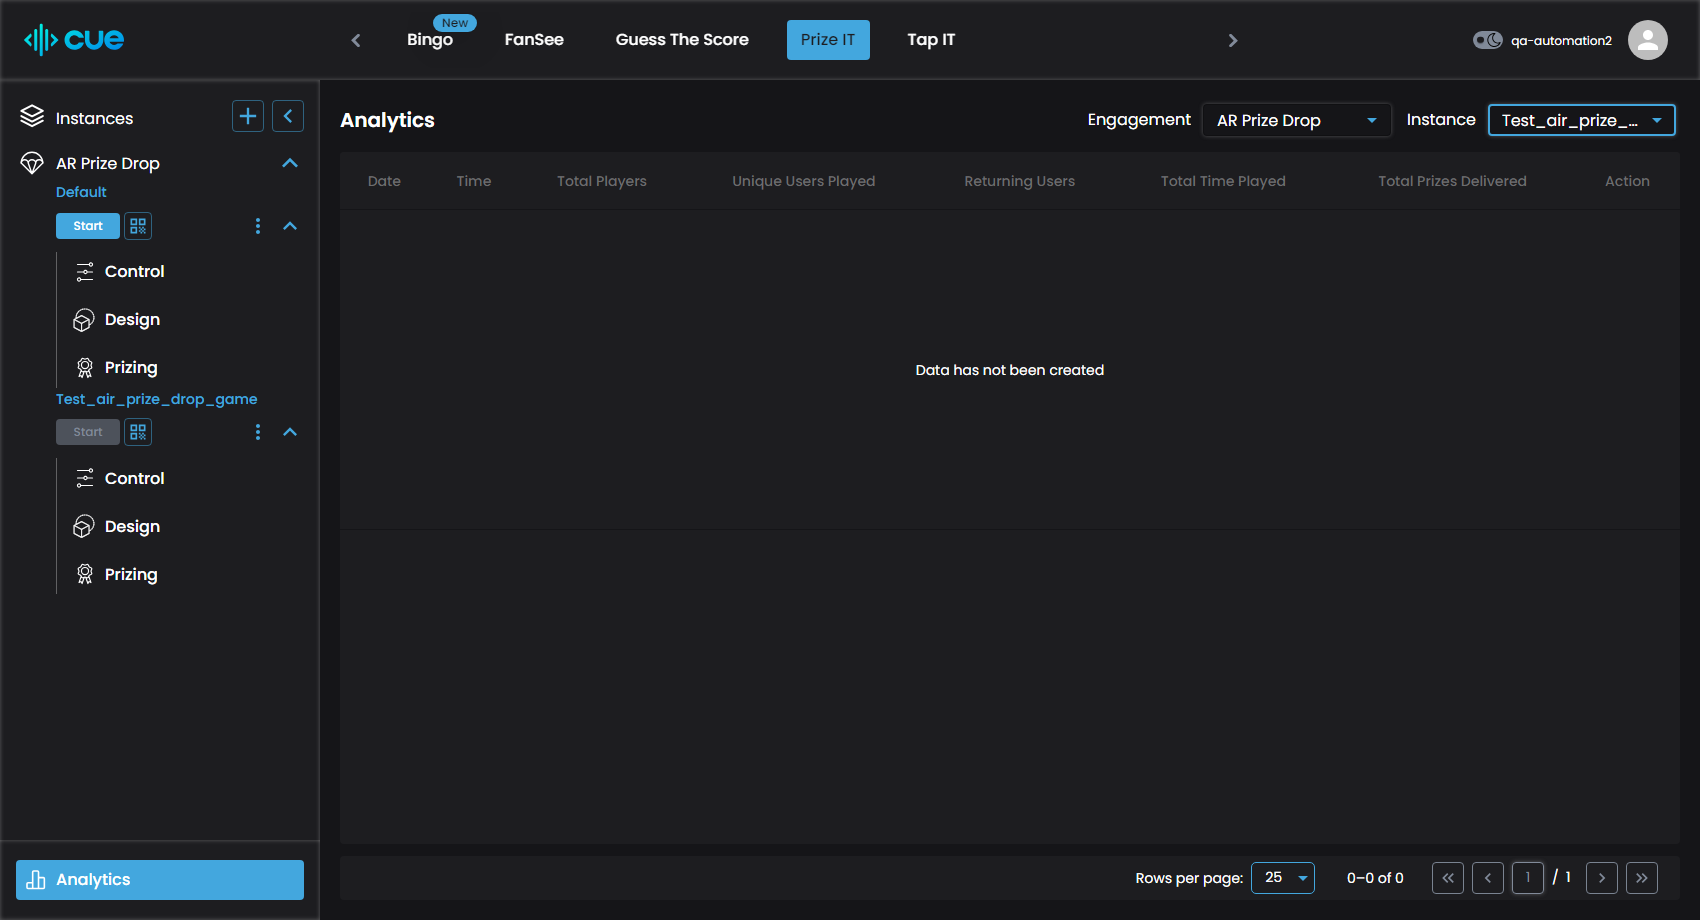 cue
New
Bingo
FanSee
Guess The Score
Prize IT
Tap IT
qa-automation2
Instances
AR Prize Drop
Default
Start
Control
Design
Prizing
Test_air_prize_drop_game
Start
Control
Design
Prizing
Analytics
Analytics
Engagement AR Prize Drop Instance Test_air_prize_...
Date Time Total Players Unique Users Played Returning Users Total Time Played Total Prizes Delivered Action
Data has not been created
Rows per page: 25 0–0 of 0 1 / 1